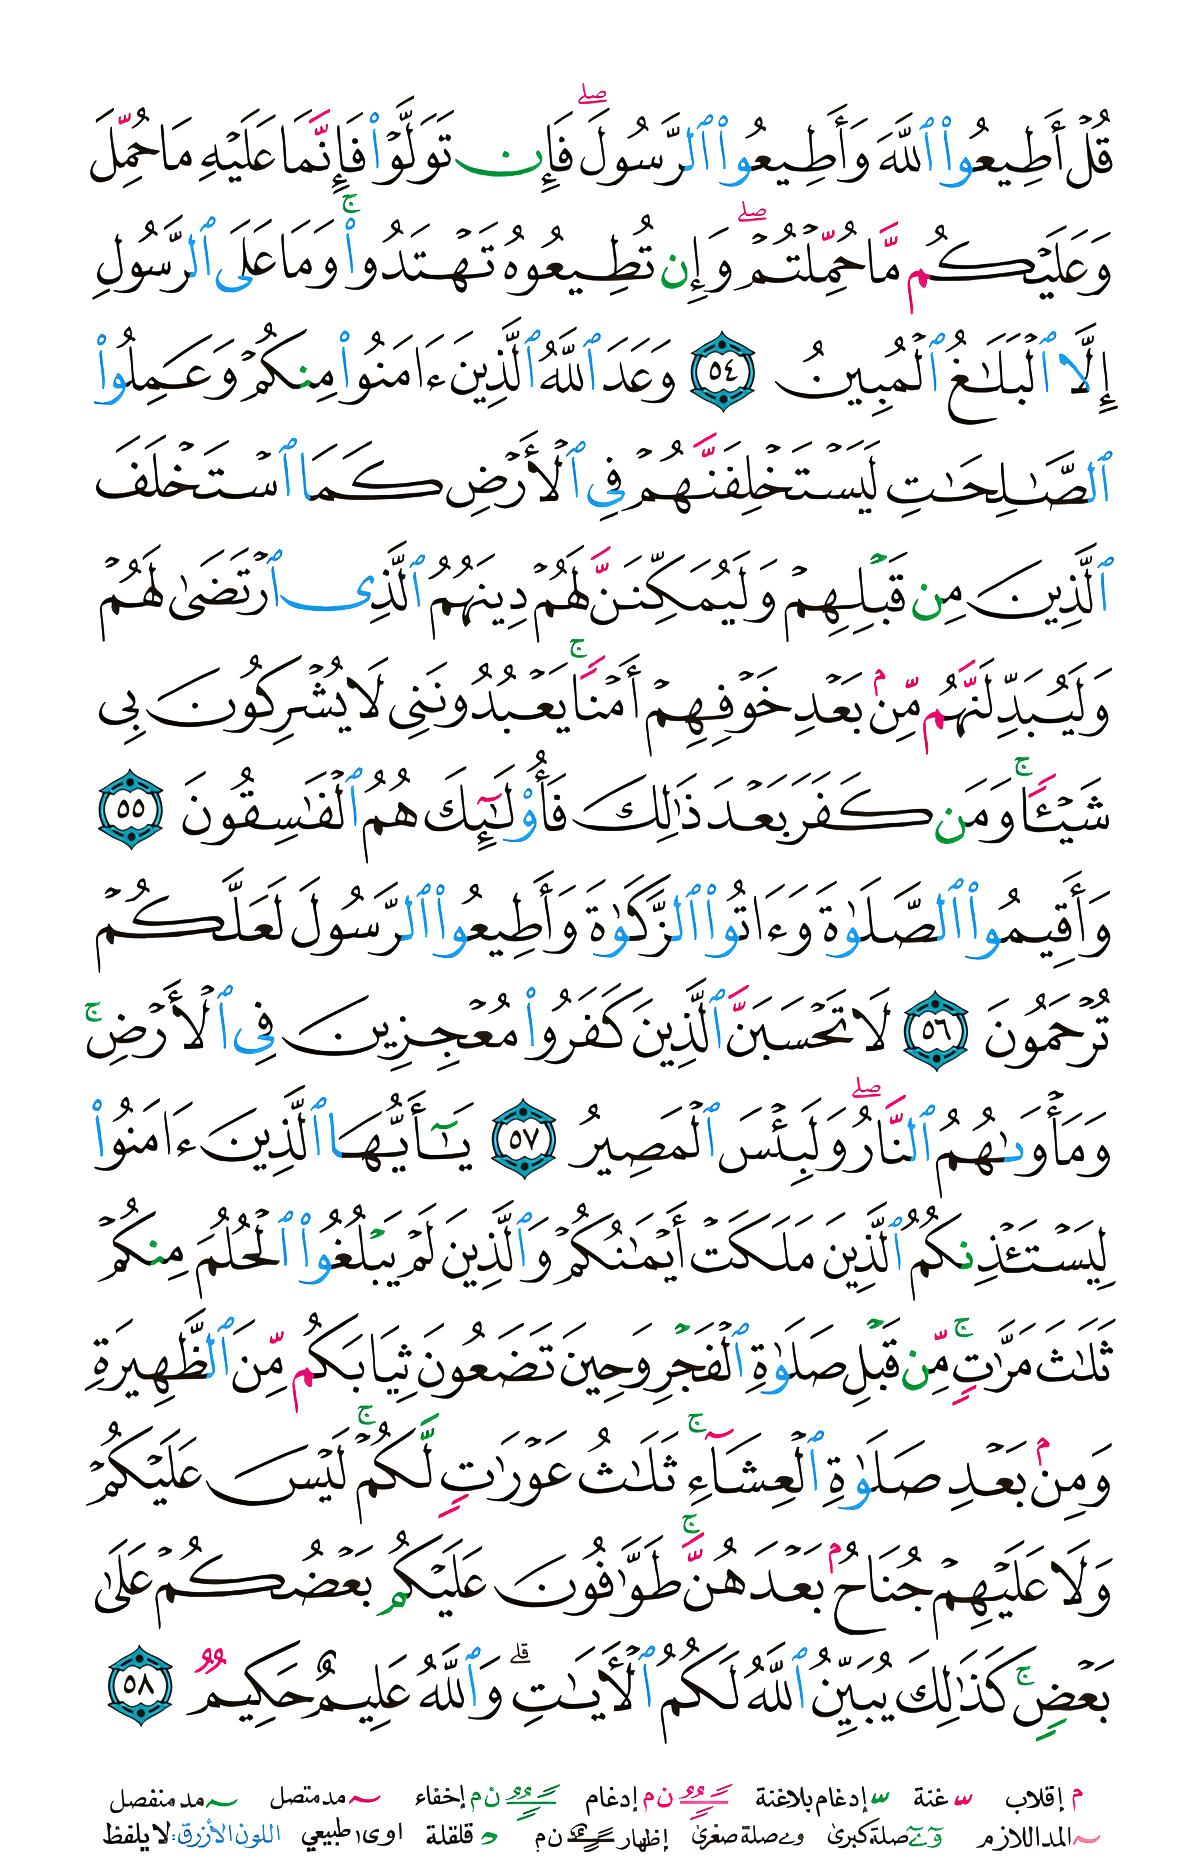 قُلْ أَطِيعُوا۟ ٱللَّهَ وَأَطِيعُوا۟ ٱلرَّسُولَ ۖ فَإِن تَوَلَّوْا۟ فَإِنَّمَا عَلَيْهِ مَا حُمِّلَ
وَعَلَيْكُم مَّا حُمِّلْتُمْ ۖ وَإِن تُطِيعُوهُ تَهْتَدُوا۟ ۚ وَمَا عَلَى ٱلرَّسُولِ
إِلَّا ٱلْبَلَـٰغُ ٱلْمُبِينُ ٥٤ وَعَدَ ٱللَّهُ ٱلَّذِينَ ءَامَنُوا۟ مِنكُمْ وَعَمِلُوا۟
ٱلصَّـٰلِحَـٰتِ لَيَسْتَخْلِفَنَّهُمْ فِى ٱلْأَرْضِ كَمَا ٱسْتَخْلَفَ
ٱلَّذِينَ مِن قَبْلِهِمْ وَلَيُمَكِّنَنَّ لَهُمْ دِينَهُمُ ٱلَّذِى ٱرْتَضَىٰ لَهُمْ
وَلَيُبَدِّلَنَّهُم مِّنۢ بَعْدِ خَوْفِهِمْ أَمْنًا ۚ يَعْبُدُونَنِى لَا يُشْرِكُونَ بِى
شَيْـًٔا ۚ وَمَن كَفَرَ بَعْدَ ذَٰلِكَ فَأُو۟لَـٰٓئِكَ هُمُ ٱلْفَـٰسِقُونَ ٥٥
وَأَقِيمُوا۟ ٱلصَّلَوٰةَ وَءَاتُوا۟ ٱلزَّكَوٰةَ وَأَطِيعُوا۟ ٱلرَّسُولَ لَعَلَّكُمْ
تُرْحَمُونَ ٥٦ لَا تَحْسَبَنَّ ٱلَّذِينَ كَفَرُوا۟ مُعْجِزِينَ فِى ٱلْأَرْضِ ۚ
وَمَأْوَىٰهُمُ ٱلنَّارُ ۖ وَلَبِئْسَ ٱلْمَصِيرُ ٥٧ يَـٰٓأَيُّهَا ٱلَّذِينَ ءَامَنُوا۟
لِيَسْتَـْٔذِنكُمُ ٱلَّذِينَ مَلَكَتْ أَيْمَـٰنُكُمْ وَٱلَّذِينَ لَمْ يَبْلُغُوا۟ ٱلْحُلُمَ مِنكُمْ
ثَلَـٰثَ مَرَّٰتٍ ۚ مِّن قَبْلِ صَلَوٰةِ ٱلْفَجْرِ وَحِينَ تَضَعُونَ ثِيَابَكُم مِّنَ ٱلظَّهِيرَةِ
وَمِنۢ بَعْدِ صَلَوٰةِ ٱلْعِشَآءِ ۚ ثَلَـٰثُ عَوْرَٰتٍ لَّكُمْ ۚ لَيْسَ عَلَيْكُمْ
وَلَا عَلَيْهِمْ جُنَاحٌۢ بَعْدَهُنَّ ۚ طَوَّٰفُونَ عَلَيْكُم بَعْضُكُمْ عَلَىٰ
بَعْضٍ ۚ كَذَٰلِكَ يُبَيِّنُ ٱللَّهُ لَكُمُ ٱلْـَٔايَـٰتِ ۗ وَٱللَّهُ عَلِيمٌ حَكِيمٌ ٥٨
م إقلاب ّ غنة ّ إدغام بلاغنة ن م إدغام ن م إخفاء ~ مد متصل ~ مد منفصل
~ المد اللازم و ے صلة كبرى و ے صلة صغرى إظهار ن م قلقلة ا و ى طبيعي اللون الأزرق: لا يلفظ